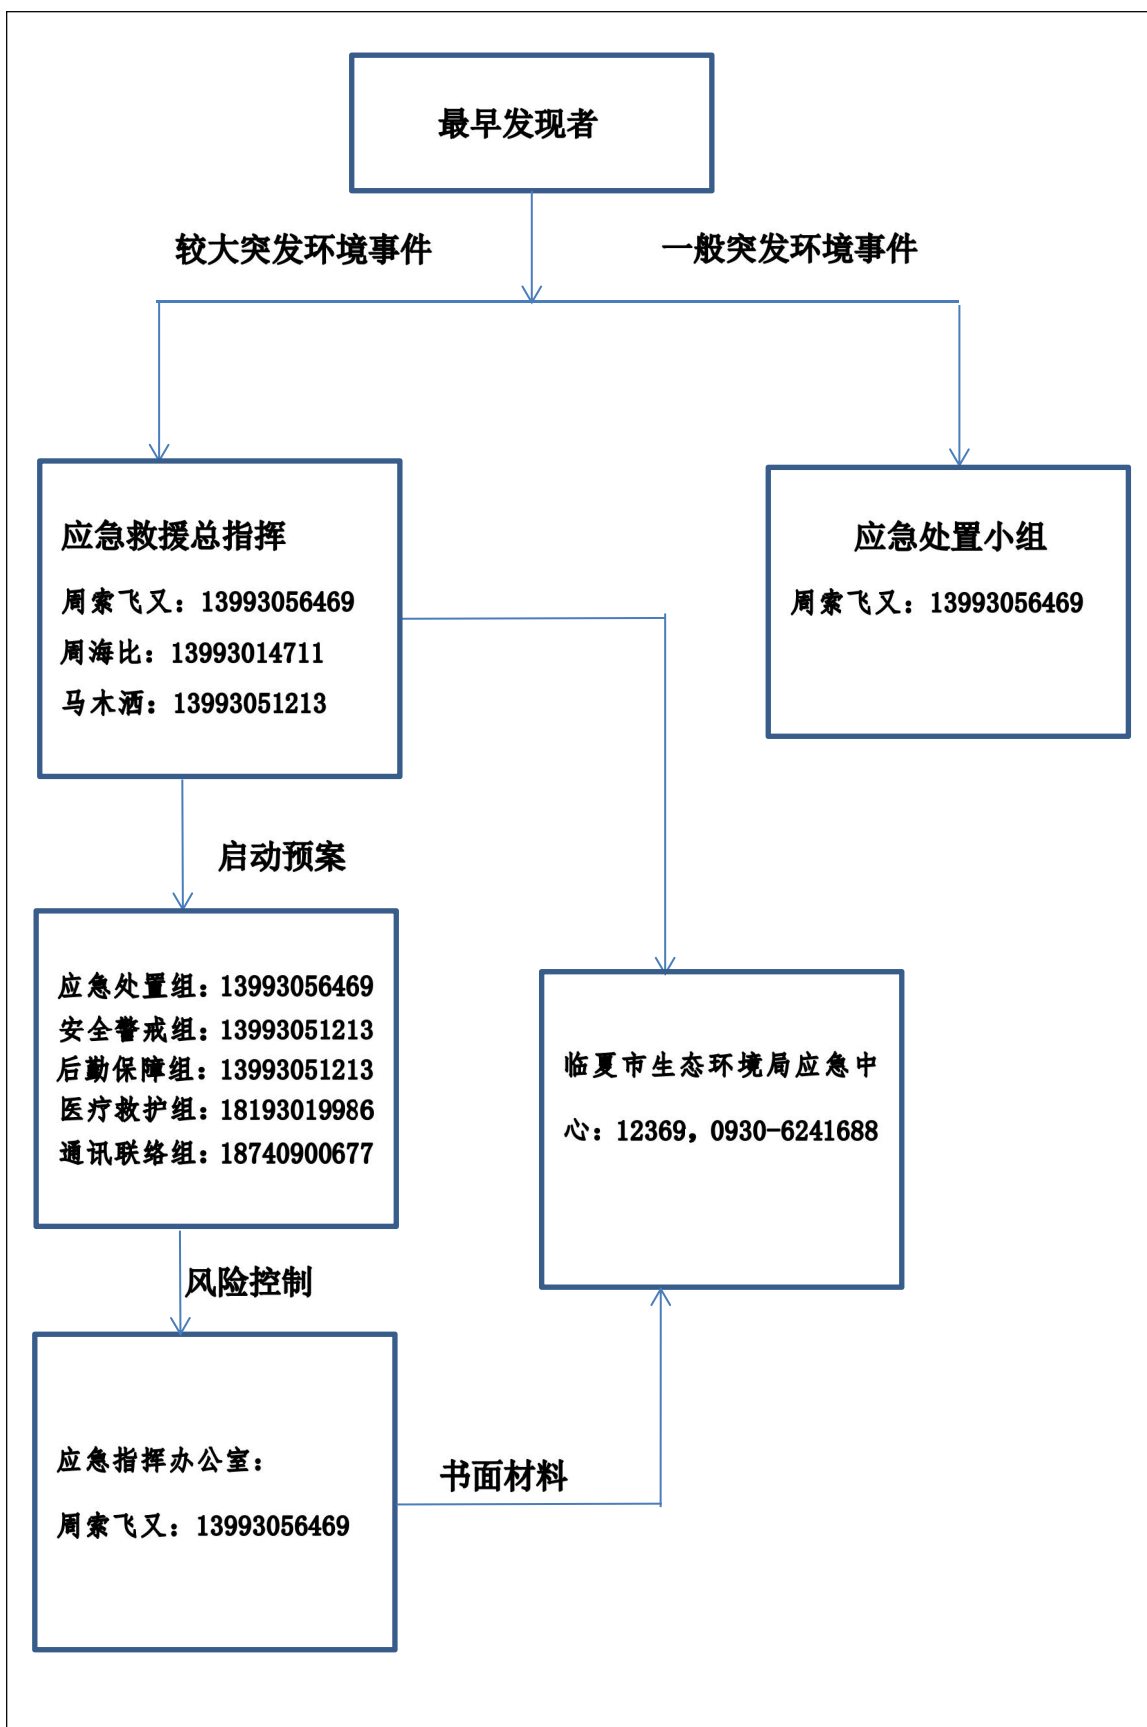 最早发现者
较大突发环境事件
一般突发环境事件
应急救援总指挥
周索飞又：13993056469
周海比：13993014711
马木洒：13993051213
应急处置小组
周索飞又：13993056469
启动预案
应急处置组：13993056469
安全警戒组：13993051213
后勤保障组：13993051213
医疗救护组：18193019986
通讯联络组：18740900677
临夏市生态环境局应急中
心：12369，0930-6241688
风险控制
应急指挥办公室：
周索飞又：13993056469
书面材料